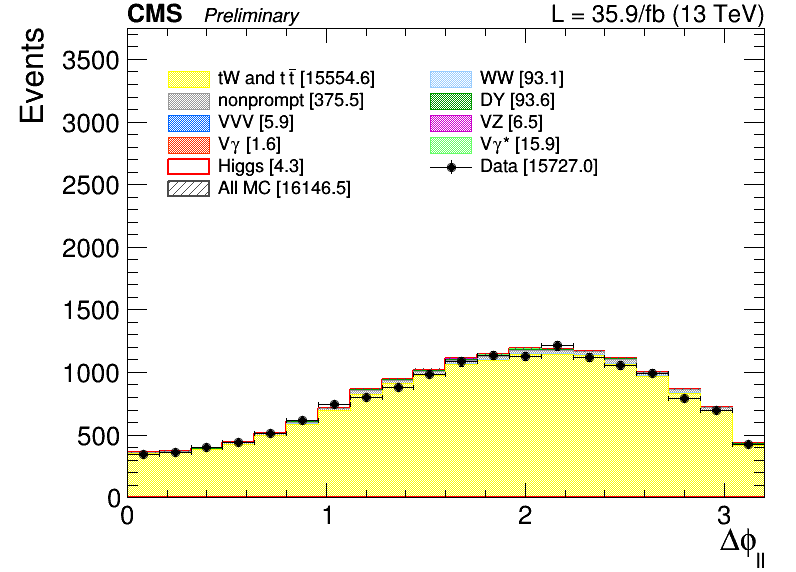 CMS Preliminary L = 35.9/fb (13 TeV)
Events
3500
3000
2500
2000
1500
1000
500
0
tW and tt̅ [15554.6]
nonprompt [375.5]
VVV [5.9]
Vγ [1.6]
Higgs [4.3]
All MC [16146.5]
WW [93.1]
DY [93.6]
VZ [6.5]
Vγ* [15.9]
Data [15727.0]
0 1 2 3
Δϕll